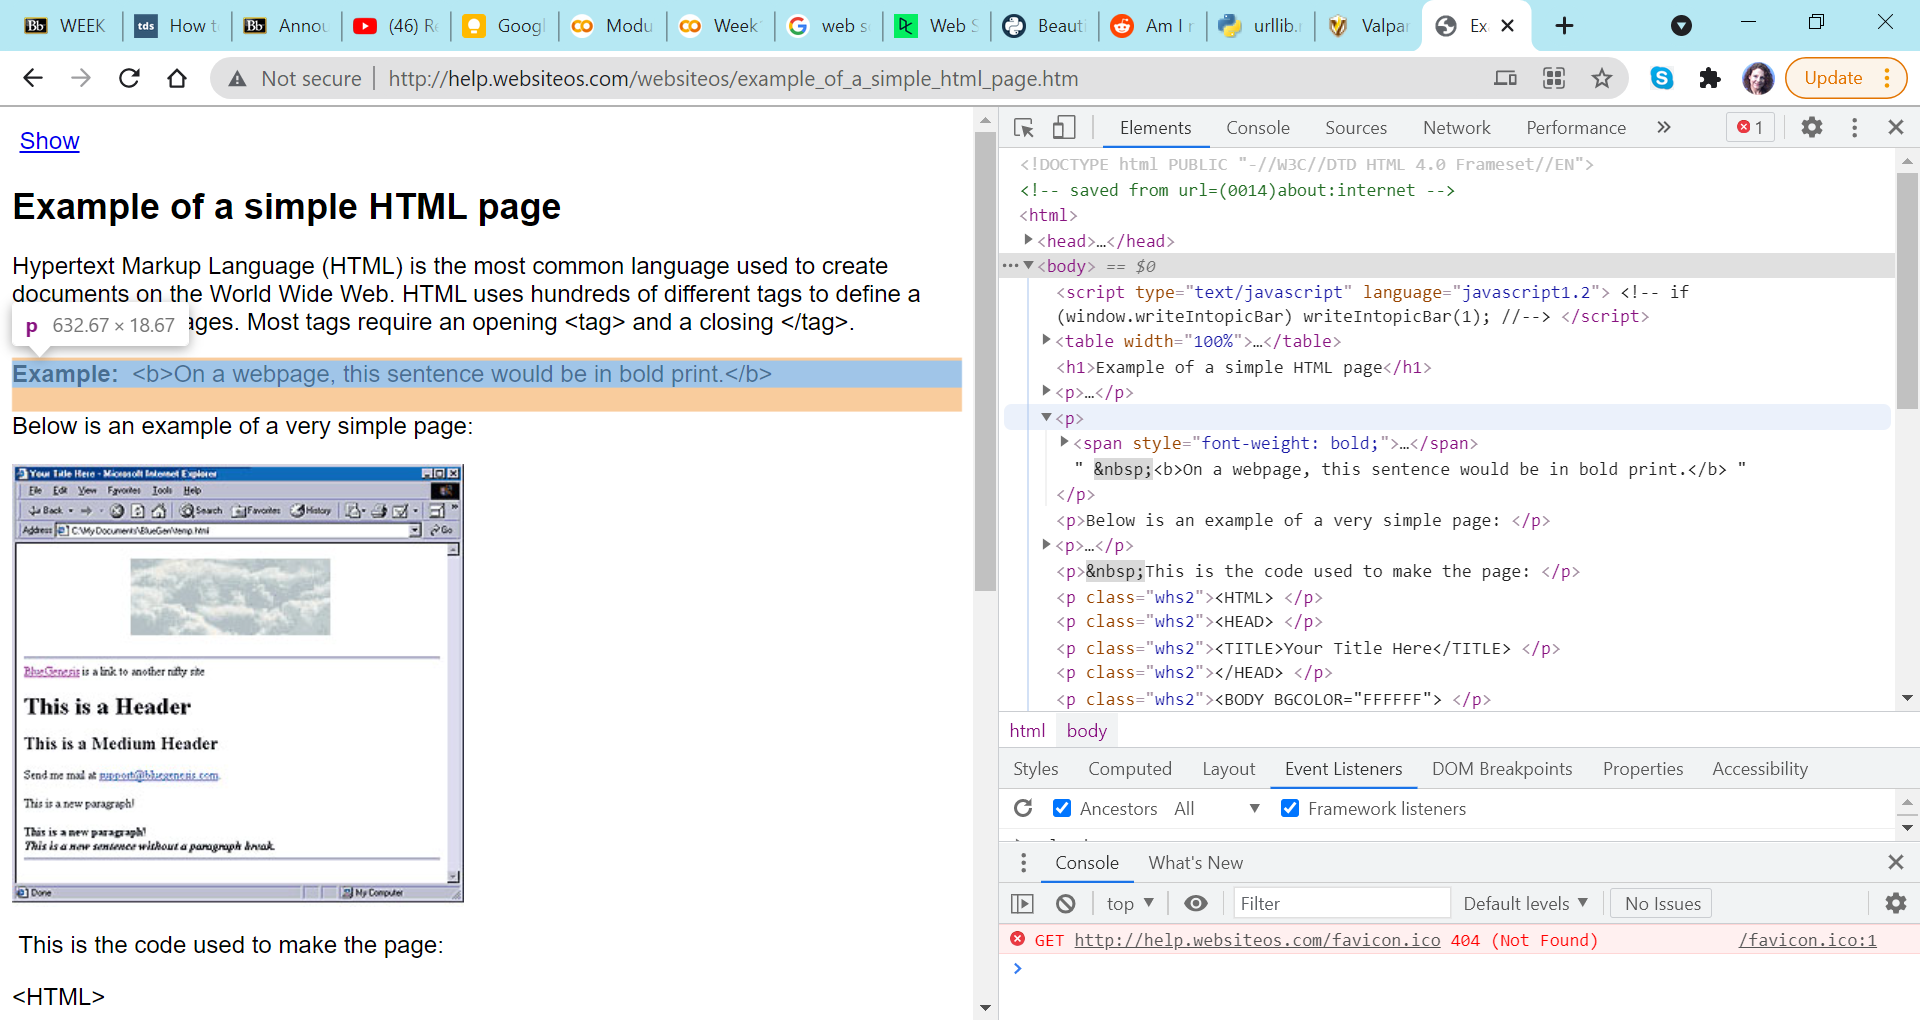 WEEK
How t
Annou
(46) Re
Googl
Modu
Week
web s
Web S
Beauti
Am I r
urllib.r
Valpar
Ex
Not secure
http://help.websiteos.com/websiteos/example_of_a_simple_html_page.htm
Update
Show
Example of a simple HTML page
Hypertext Markup Language (HTML) is the most common language used to create
documents on the World Wide Web. HTML uses hundreds of different tags to define a
ages. Most tags require an opening <tag> and a closing </tag>.
p 632.67 × 18.67
Example: <b>On a webpage, this sentence would be in bold print.</b>
Below is an example of a very simple page:
Your Title Here - Microsoft Internet Explorer
File Edit View Favorites Tools Help
Back Search Favorites History
Address C:\My Documents\BlueGen\temp.html Go
BlueGenesis is a link to another nifty site
This is a Header
This is a Medium Header
Send me mail at support@bluegenesis.com.
This is a new paragraph!
This is a new paragraph!
This is a new sentence without a paragraph break.
Done My Computer
This is the code used to make the page:
<HTML>
Elements Console Sources Network Performance » 1
<!DOCTYPE html PUBLIC "-//W3C//DTD HTML 4.0 Frameset//EN">
<!-- saved from url=(0014)about:internet -->
<html>
<head>…</head>
<body> == $0
<script type="text/javascript" language="javascript1.2"> <!-- if
(window.writeIntopicBar) writeIntopicBar(1); //--> </script>
<table width="100%">…</table>
<h1>Example of a simple HTML page</h1>
<p>…</p>
<p>
<span style="font-weight: bold;">…</span>
" &nbsp;<b>On a webpage, this sentence would be in bold print.</b> "
</p>
<p>Below is an example of a very simple page: </p>
<p>…</p>
<p>&nbsp;This is the code used to make the page: </p>
<p class="whs2"><HTML> </p>
<p class="whs2"><HEAD> </p>
<p class="whs2"><TITLE>Your Title Here</TITLE> </p>
<p class="whs2"></HEAD> </p>
<p class="whs2"><BODY BGCOLOR="FFFFFF"> </p>
html body
Styles Computed Layout Event Listeners DOM Breakpoints Properties Accessibility
Ancestors All Framework listeners
Console What's New
top Filter Default levels No Issues
GET http://help.websiteos.com/favicon.ico 404 (Not Found) /favicon.ico:1